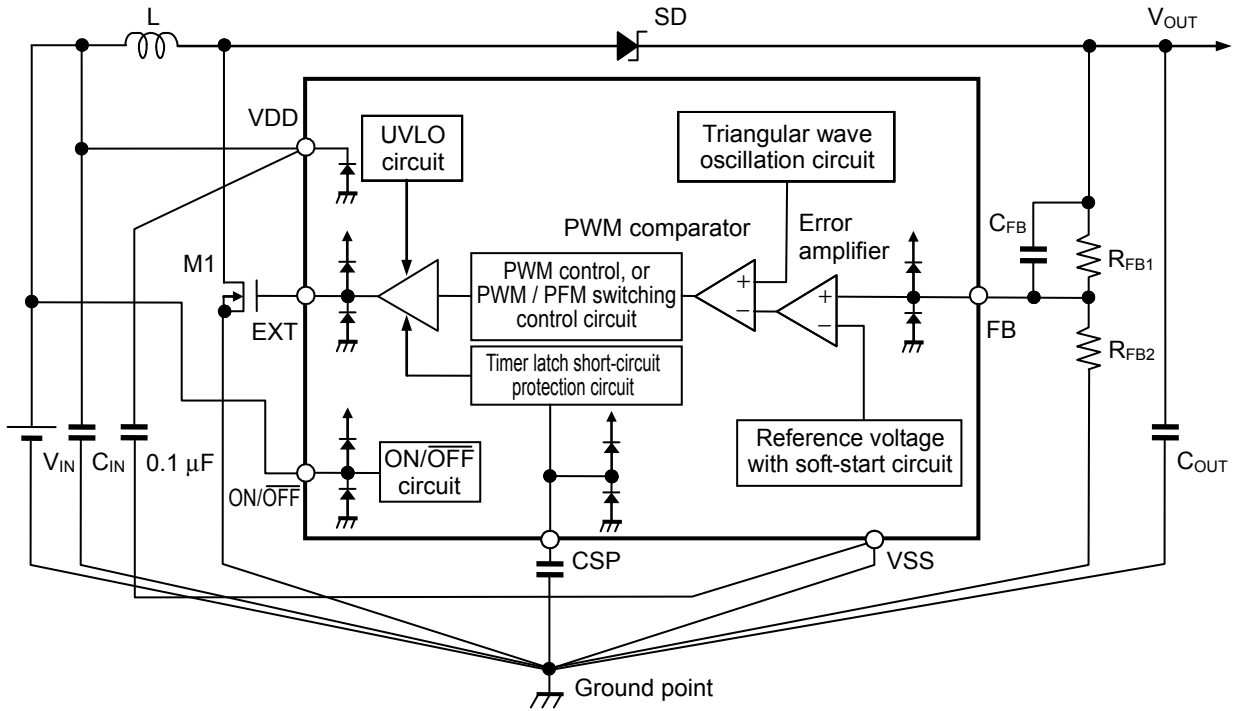 L
SD
VOUT
VDD
UVLO
circuit
Triangular wave
oscillation circuit
PWM comparator
Error
amplifier
CFB
RFB1
M1
PWM control, or
PWM / PFM switching
control circuit
+
−
+
−
EXT
FB
RFB2
Timer latch short-circuit
protection circuit
Reference voltage
with soft-start circuit
VIN
CIN
0.1 µF
ON/O̅F̅F̅
ON/O̅F̅F̅
circuit
COUT
CSP
VSS
Ground point